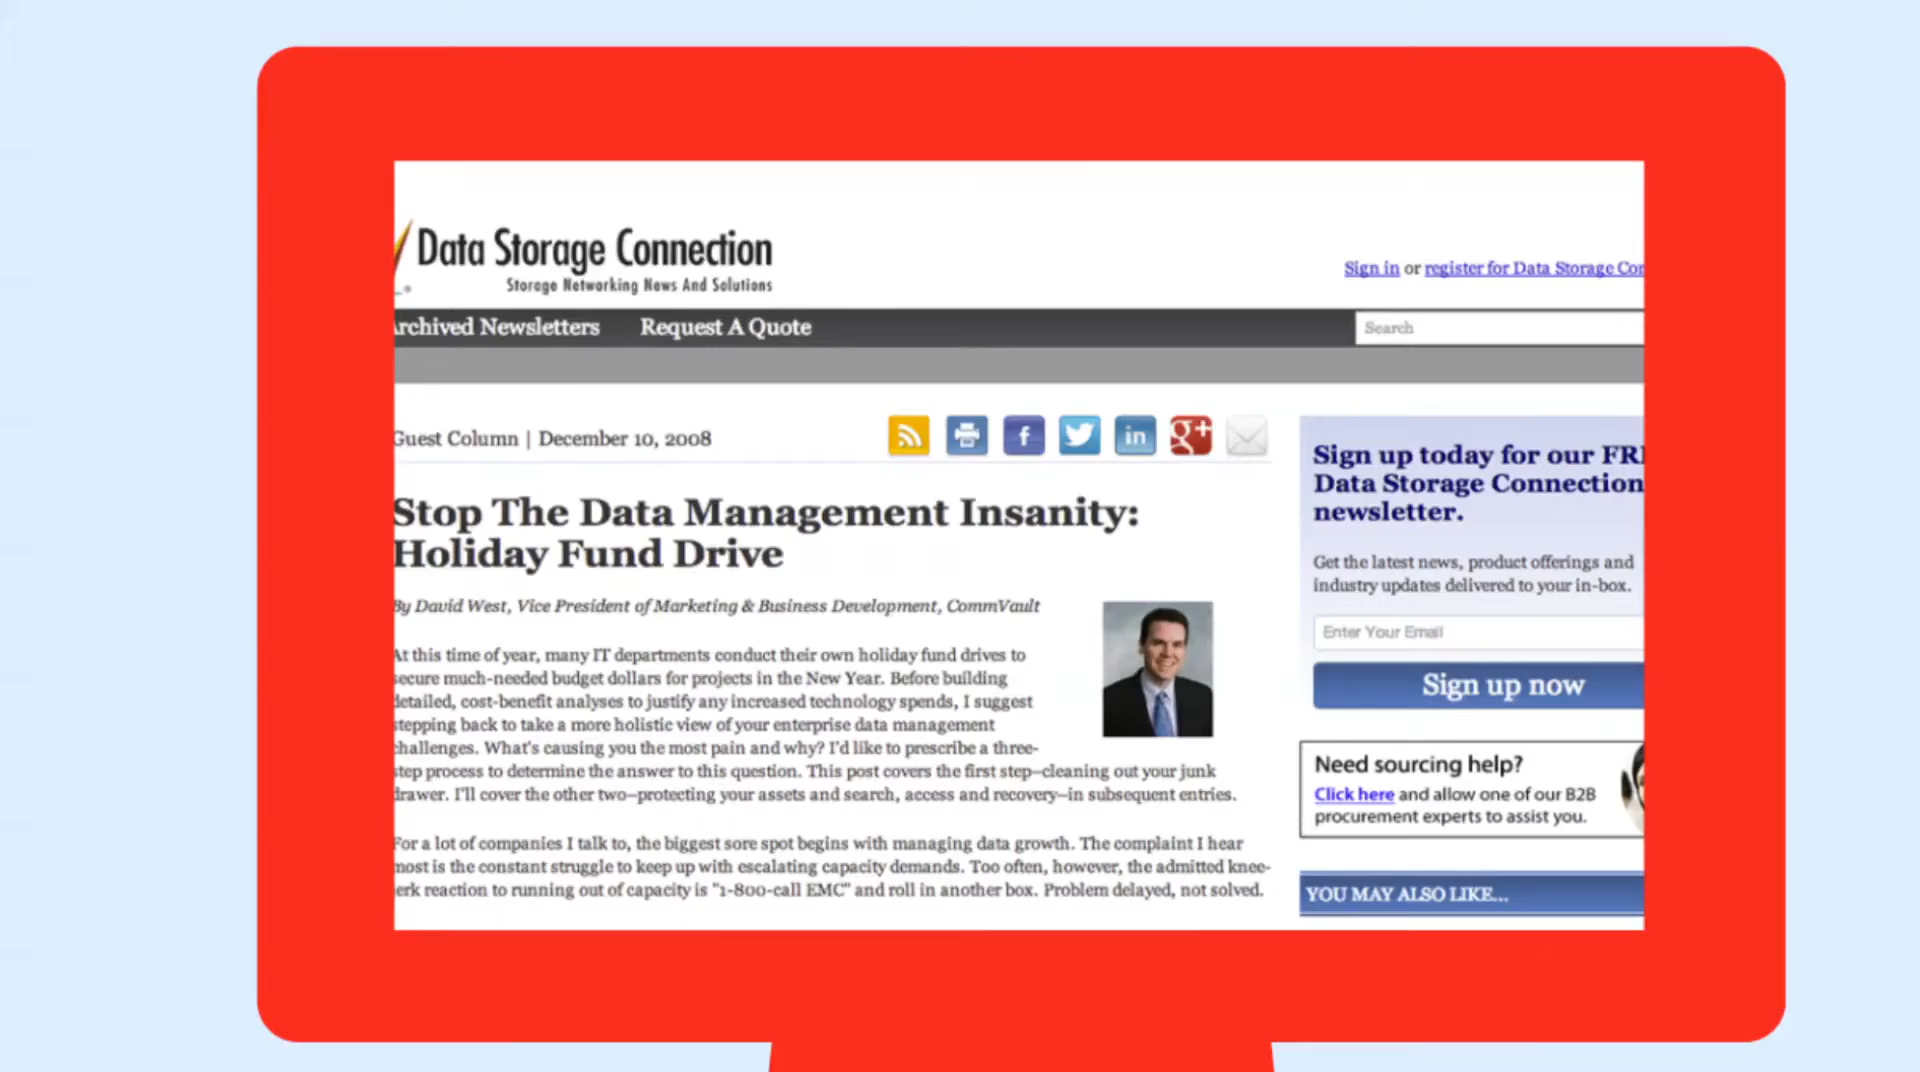 Data Storage Connection
Storage Networking News And Solutions
Sign in or register for Data Storage Con
Archived Newsletters Request A Quote
Search
Guest Column | December 10, 2008
Stop The Data Management Insanity:
Holiday Fund Drive
By David West, Vice President of Marketing & Business Development, CommVault
At this time of year, many IT departments conduct their own holiday fund drives to
secure much-needed budget dollars for projects in the New Year. Before building
detailed, cost-benefit analyses to justify any increased technology spends, I suggest
stepping back to take a more holistic view of your enterprise data management
challenges. What's causing you the most pain and why? I'd like to prescribe a three-
step process to determine the answer to this question. This post covers the first step–cleaning out your junk
drawer. I'll cover the other two–protecting your assets and search, access and recovery–in subsequent entries.
For a lot of companies I talk to, the biggest sore spot begins with managing data growth. The complaint I hear
most is the constant struggle to keep up with escalating capacity demands. Too often, however, the admitted knee-
erk reaction to running out of capacity is "1-800-call EMC" and roll in another box. Problem delayed, not solved.
f
in
g+
Sign up today for our FRE
Data Storage Connection
newsletter.
Get the latest news, product offerings and
industry updates delivered to your in-box.
Enter Your Email
Sign up now
Need sourcing help?
Click here and allow one of our B2B
procurement experts to assist you.
YOU MAY ALSO LIKE...